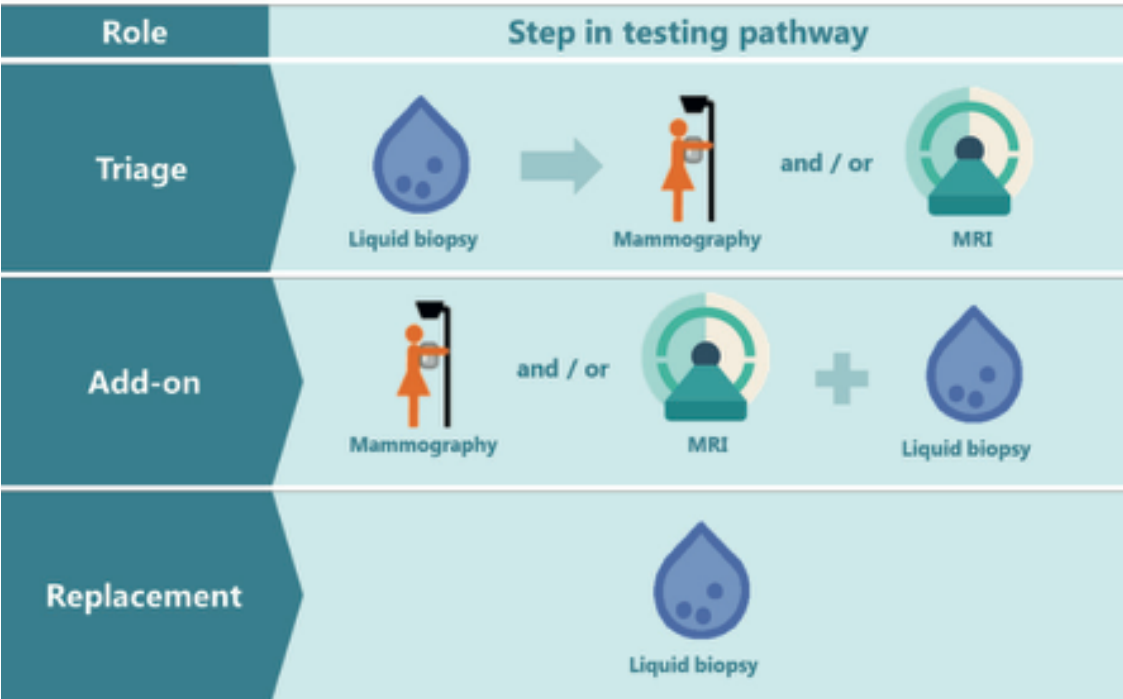 Role
Step in testing pathway
Triage
Liquid biopsy
Mammography
and / or
MRI
Add-on
Mammography
and / or
MRI
Liquid biopsy
Replacement
Liquid biopsy